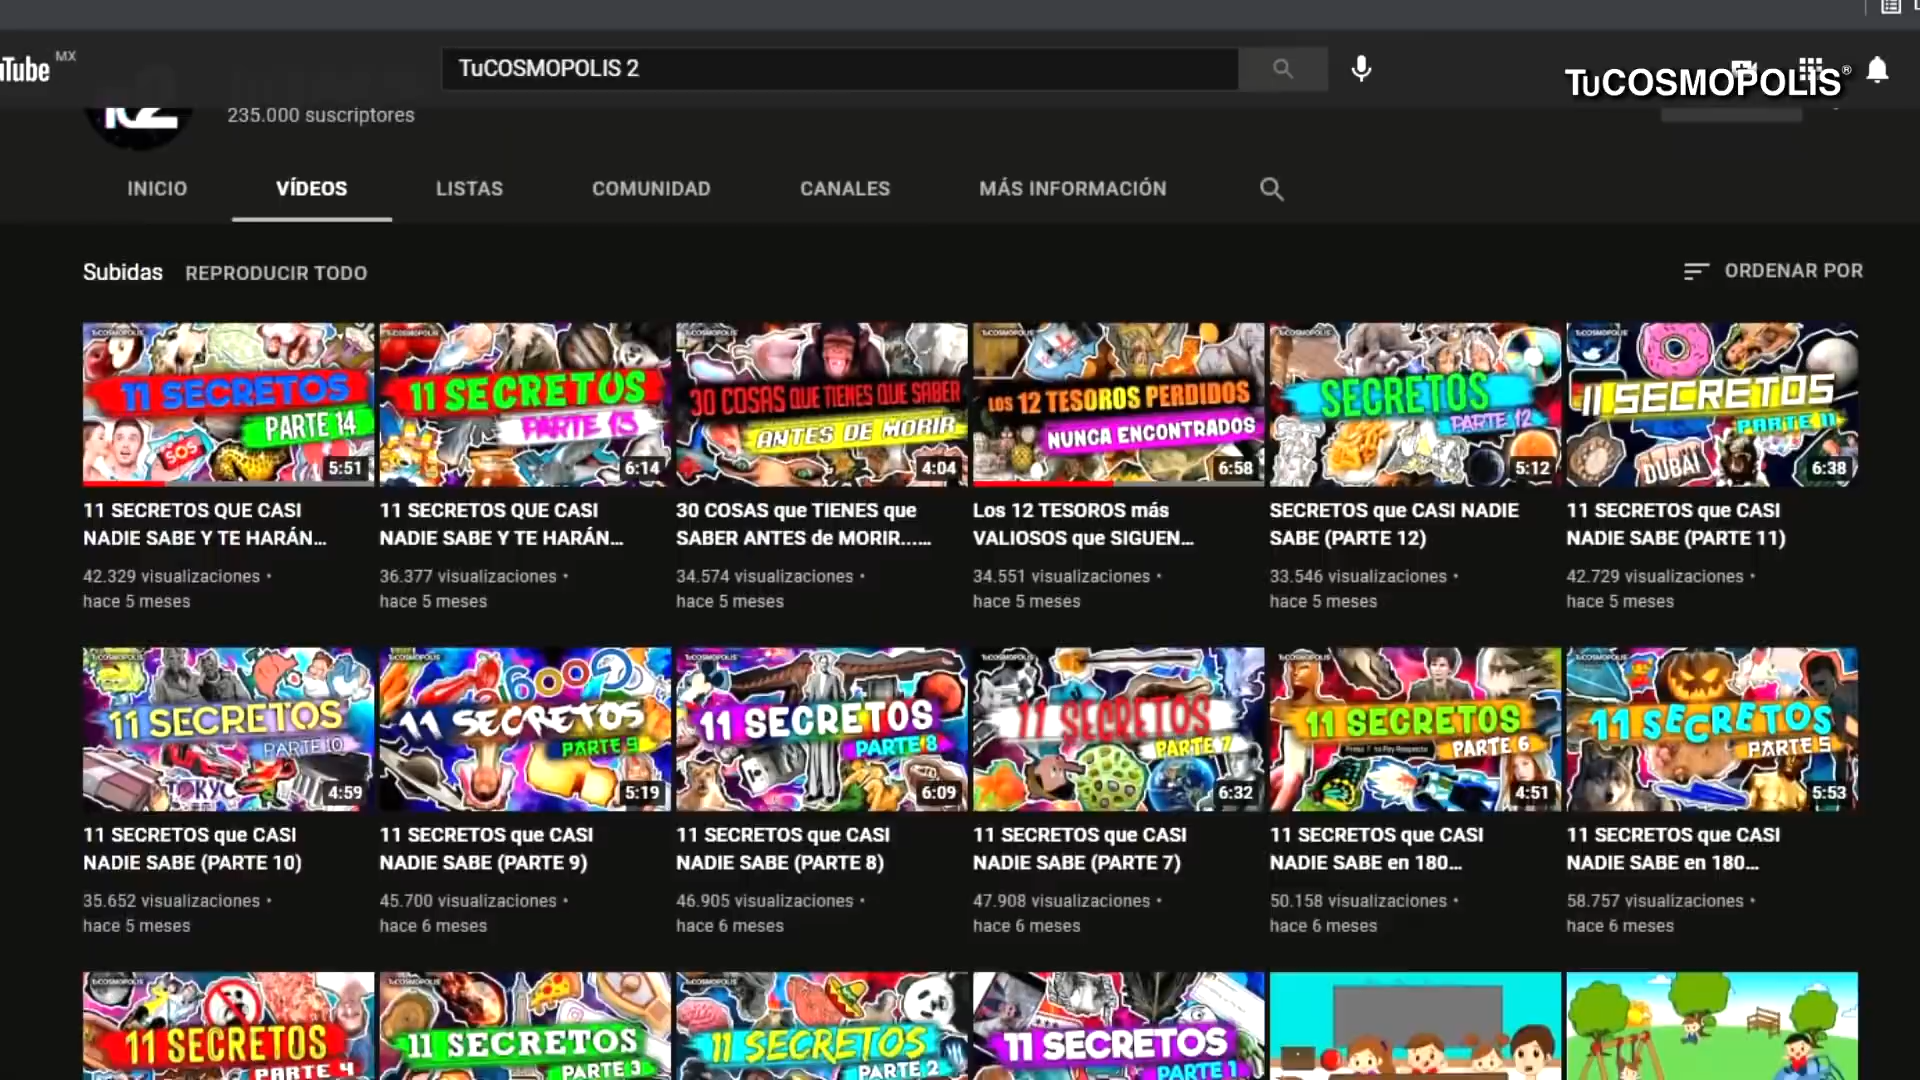 uTube MX
TuCOSMOPOLIS 2
TuCOSMOPOLIS®
235.000 suscriptores
INICIO
VÍDEOS
LISTAS
COMUNIDAD
CANALES
MÁS INFORMACIÓN
Subidas REPRODUCIR TODO
ORDENAR POR
11 SECRETOS
PARTE 14
SOS
5:51
11 SECRETOS
PARTE 13
6:14
30 COSAS QUE TIENES QUE SABER
ANTES DE MORIR
4:04
LOS 12 TESOROS PERDIDOS
NUNCA ENCONTRADOS
6:58
SECRETOS
PARTE 12
5:12
11 SECRETOS
PARTE 11
DUBAI
6:38
11 SECRETOS QUE CASI
NADIE SABE Y TE HARÁN...
42.329 visualizaciones •
hace 5 meses
11 SECRETOS QUE CASI
NADIE SABE Y TE HARÁN...
36.377 visualizaciones •
hace 5 meses
30 COSAS que TIENES que
SABER ANTES de MORIR......
34.574 visualizaciones •
hace 5 meses
Los 12 TESOROS más
VALIOSOS que SIGUEN...
34.551 visualizaciones •
hace 5 meses
SECRETOS que CASI NADIE
SABE (PARTE 12)
33.546 visualizaciones •
hace 5 meses
11 SECRETOS que CASI
NADIE SABE (PARTE 11)
42.729 visualizaciones •
hace 5 meses
11 SECRETOS
PARTE 10
TOKYO
4:59
11 SECRETOS
PARTE 9
5:19
11 SECRETOS
PARTE 8
6:09
11 SECRETOS
PARTE 7
6:32
11 SECRETOS
PARTE 6
4:51
11 SECRETOS
PARTE 5
5:53
11 SECRETOS que CASI
NADIE SABE (PARTE 10)
35.652 visualizaciones •
hace 5 meses
11 SECRETOS que CASI
NADIE SABE (PARTE 9)
45.700 visualizaciones •
hace 6 meses
11 SECRETOS que CASI
NADIE SABE (PARTE 8)
46.905 visualizaciones •
hace 6 meses
11 SECRETOS que CASI
NADIE SABE (PARTE 7)
47.908 visualizaciones •
hace 6 meses
11 SECRETOS que CASI
NADIE SABE en 180...
50.158 visualizaciones •
hace 6 meses
11 SECRETOS que CASI
NADIE SABE en 180...
58.757 visualizaciones •
hace 6 meses
11 SECRETOS
PARTE 4
11 SECRETOS
PARTE 3
11 SECRETOS
PARTE 2
11 SECRETOS
PARTE 1